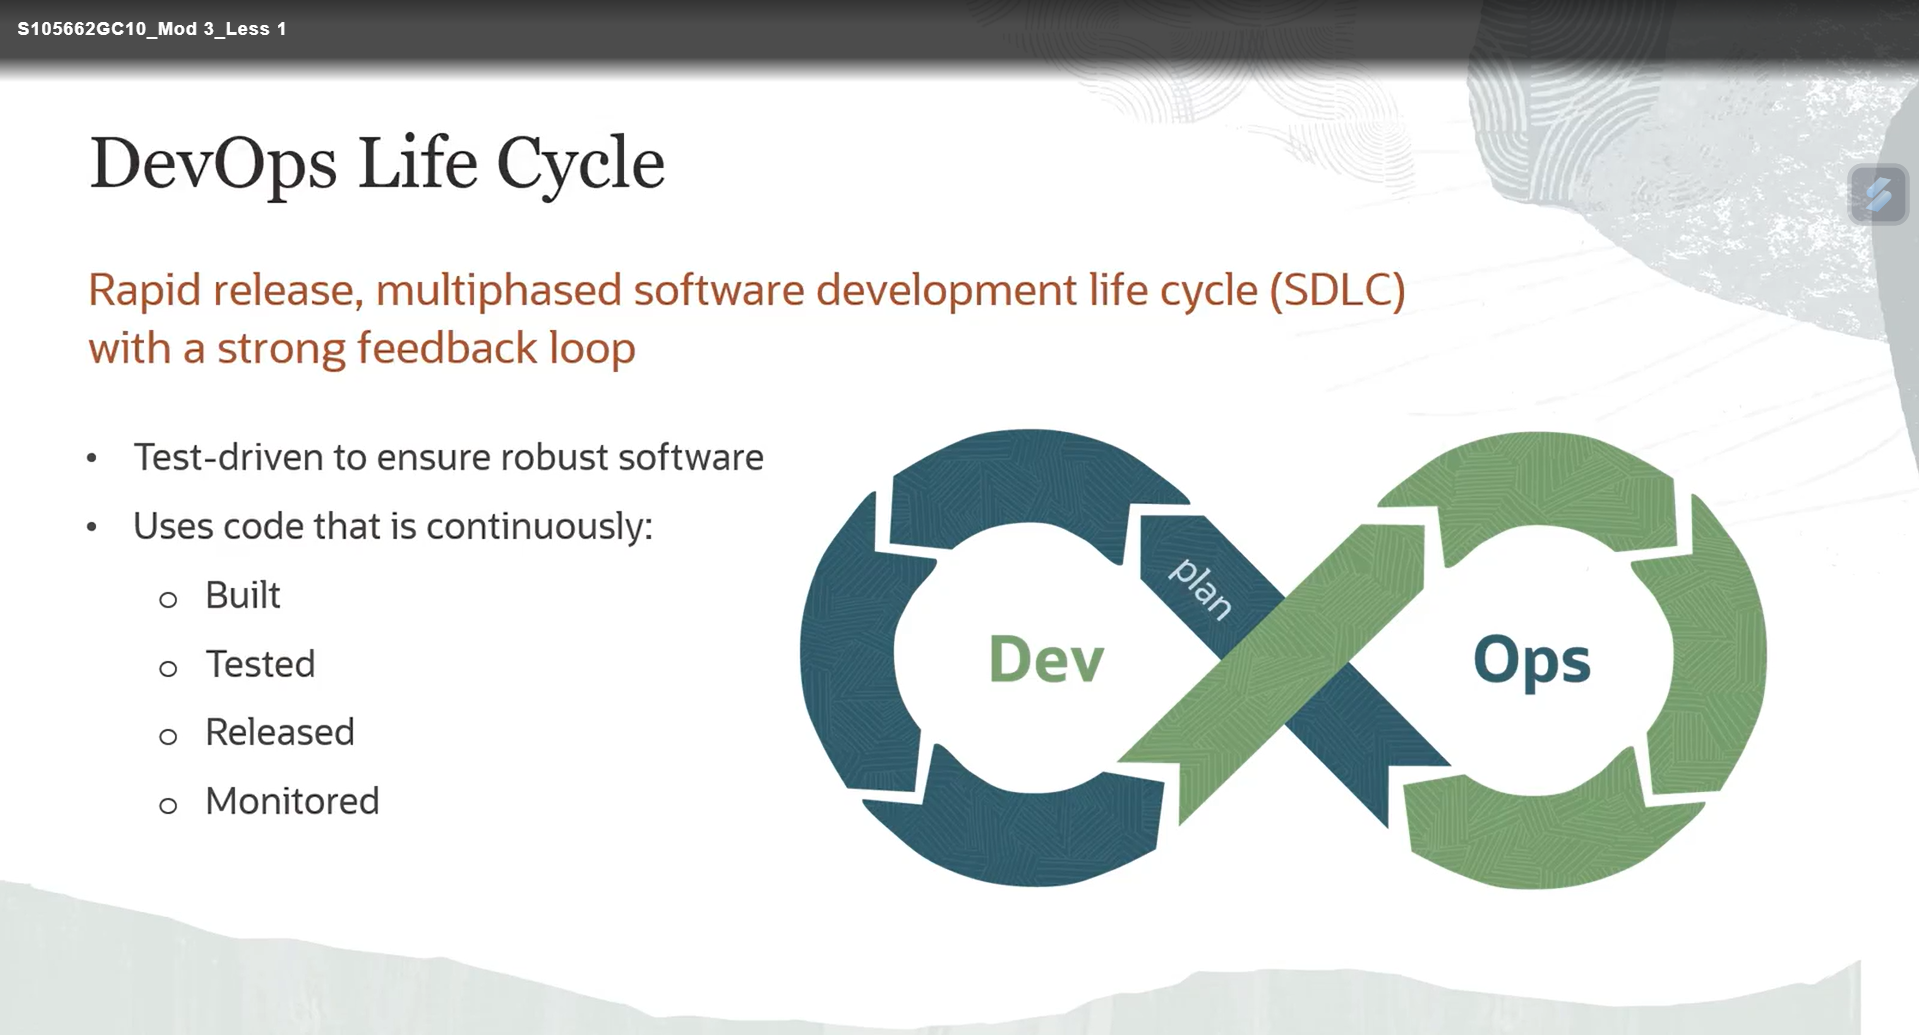 S105662GC10_Mod 3_Less 1
DevOps Life Cycle
Rapid release, multiphased software development life cycle (SDLC)
with a strong feedback loop
• Test-driven to ensure robust software
• Uses code that is continuously:
o Built
o Tested
o Released
o Monitored
plan
Dev
Ops